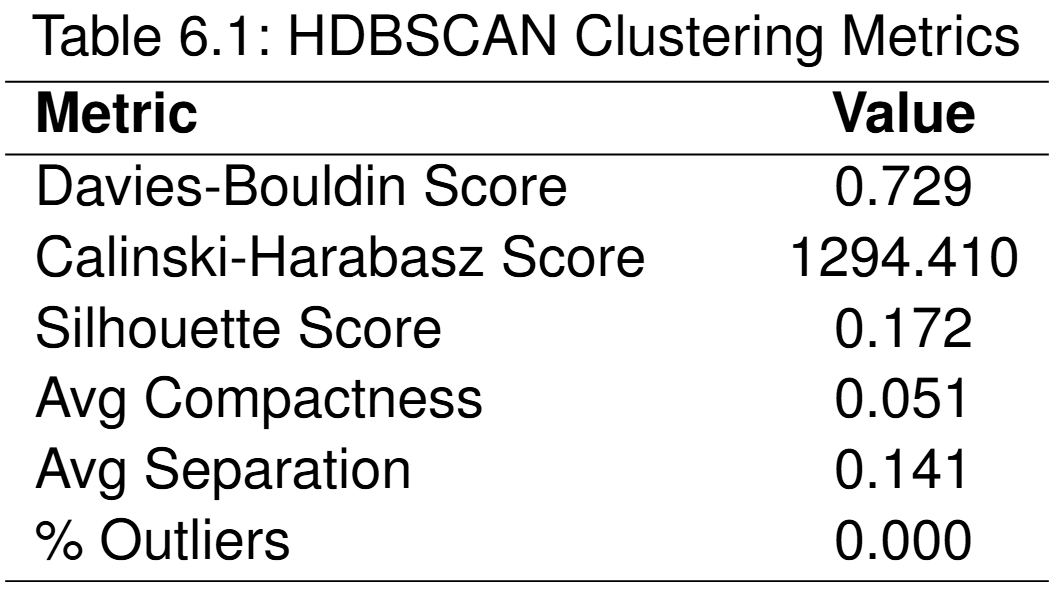 Table 6.1: HDBSCAN Clustering Metrics
Metric Value
Davies-Bouldin Score 0.729
Calinski-Harabasz Score 1294.410
Silhouette Score 0.172
Avg Compactness 0.051
Avg Separation 0.141
% Outliers 0.000